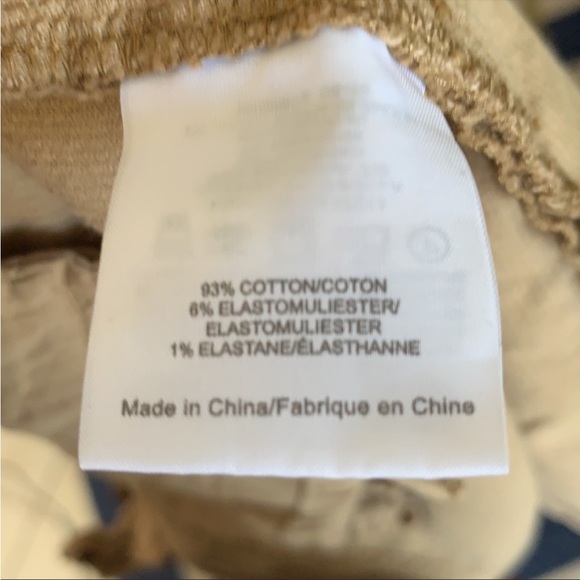 93% COTTON/COTON
6% ELASTOMULIESTER/
ELASTOMULIESTER
1% ELASTANE/ÉLASTHANNE
Made in China/Fabrique en Chine